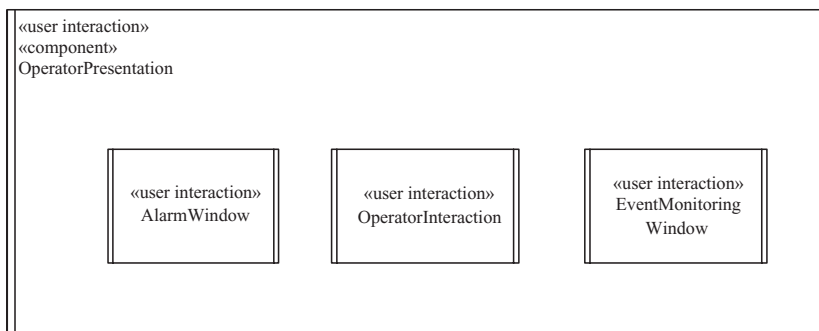 «user interaction»
«component»
OperatorPresentation
«user interaction»
AlarmWindow
«user interaction»
OperatorInteraction
«user interaction»
EventMonitoring
Window